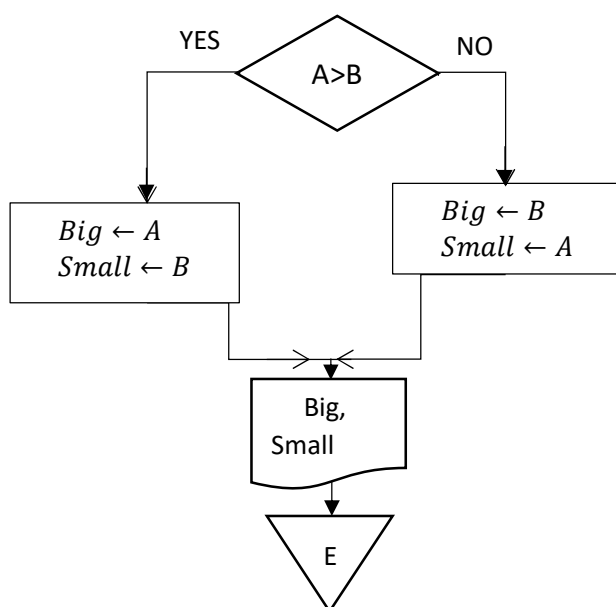 YES
NO
A>B
Big ← A
Small ← B
Big ← B
Small ← A
Big,
Small
E